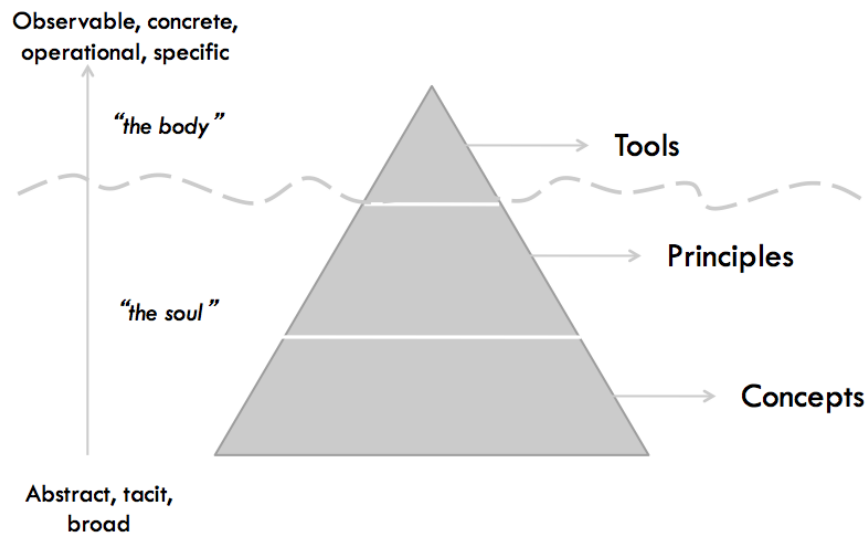 Observable, concrete,
operational, specific
“the body”
Tools
Principles
“the soul”
Concepts
Abstract, tacit,
broad